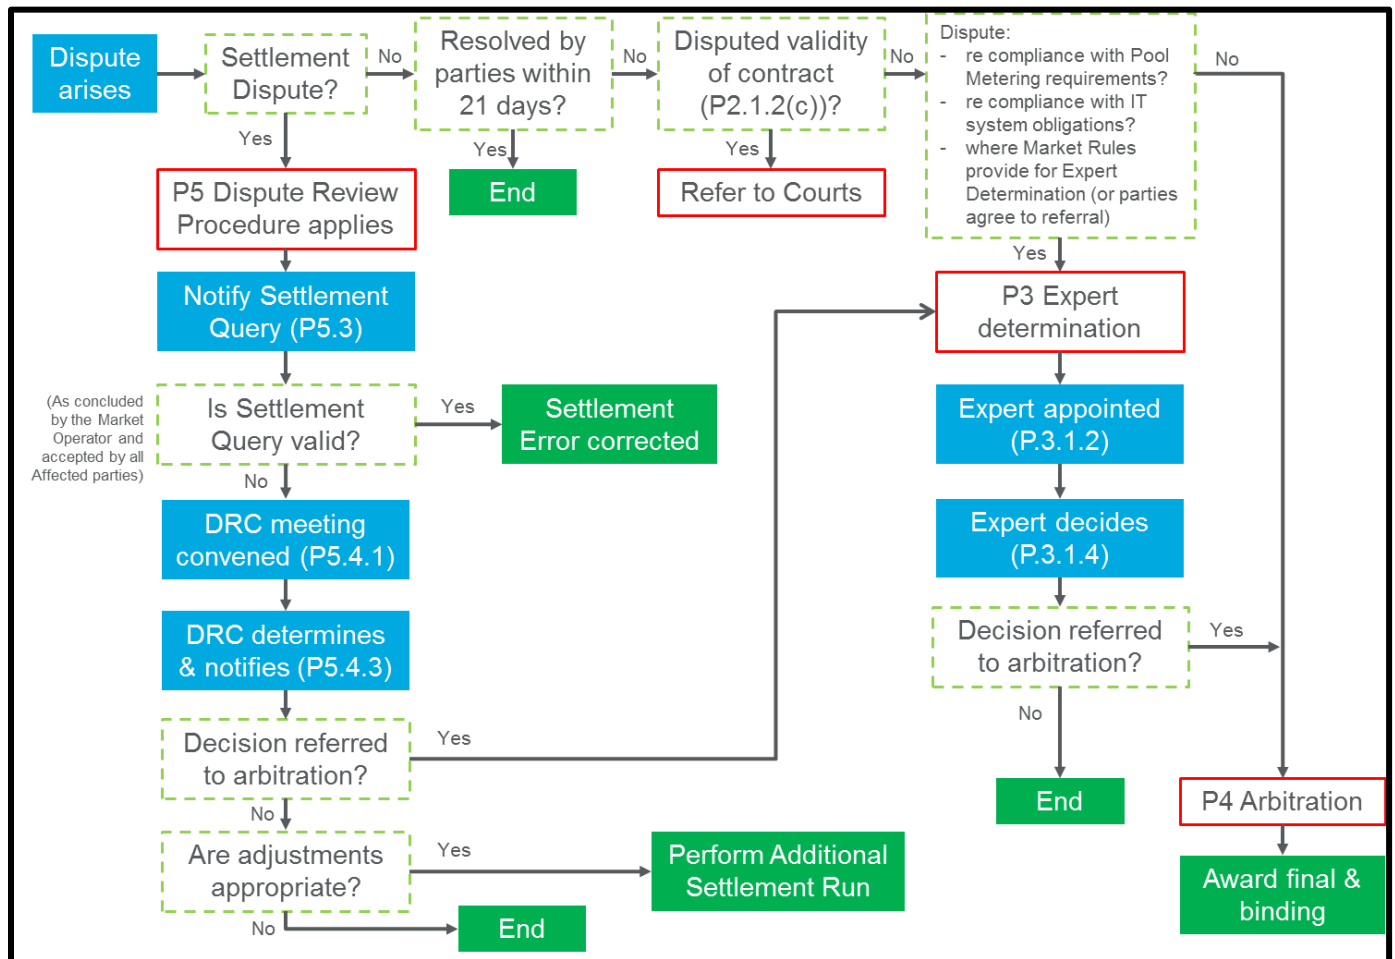 Dispute
arises
Settlement
Dispute?
No
Resolved by
parties within
21 days?
No
Disputed validity
of contract
(P2.1.2(c))?
No
Dispute:
- re compliance with Pool
Metering requirements?
- re compliance with IT
system obligations?
- where Market Rules
provide for Expert
Determination (or parties
agree to referral)
No
Yes
Yes
Yes
Yes
P5 Dispute Review
Procedure applies
End
Refer to Courts
Notify Settlement
Query (P5.3)
P3 Expert
determination
(As concluded
by the Market
Operator and
accepted by all
Affected parties)
Is Settlement
Query valid?
Yes
Settlement
Error corrected
Expert appointed
(P.3.1.2)
No
DRC meeting
convened (P5.4.1)
Expert decides
(P.3.1.4)
DRC determines
& notifies (P5.4.3)
Decision referred
to arbitration?
Yes
No
Decision referred
to arbitration?
Yes
No
End
P4 Arbitration
Are adjustments
appropriate?
Yes
Perform Additional
Settlement Run
Award final &
binding
No
End